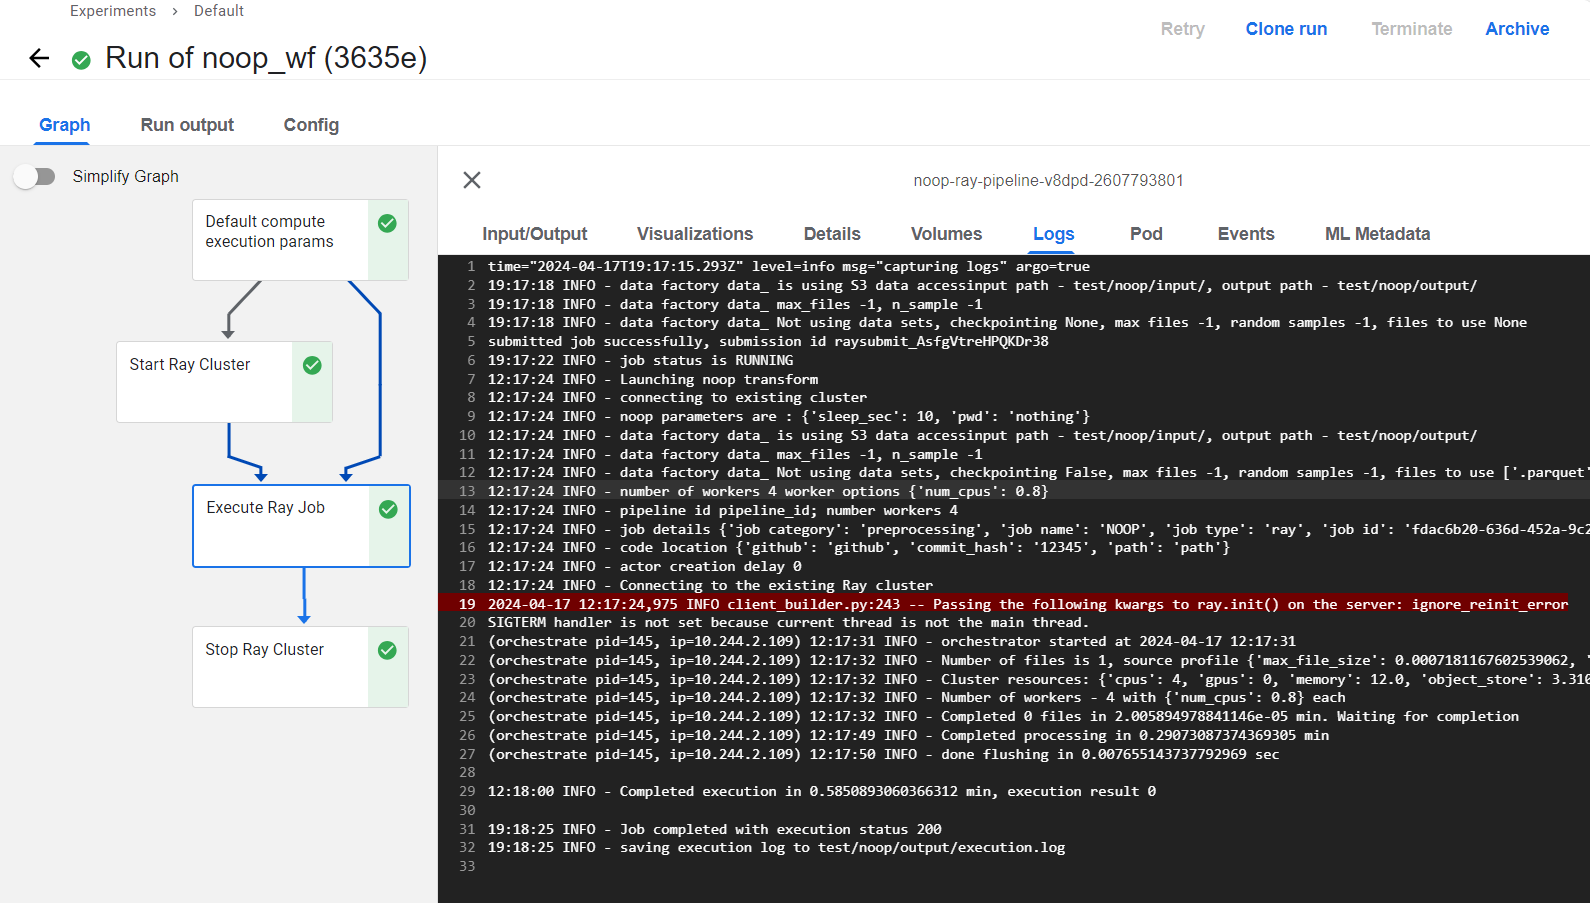 Experiments > Default
Run of noop_wf (3635e)
Retry
Clone run
Terminate
Archive
Graph
Run output
Config
Simplify Graph
Default compute
execution params
Start Ray Cluster
Execute Ray Job
Stop Ray Cluster
noop-ray-pipeline-v8dpd-2607793801
Input/Output
Visualizations
Details
Volumes
Logs
Pod
Events
ML Metadata
1 time="2024-04-17T19:17:15.293Z" level=info msg="capturing logs" argo=true
2 19:17:18 INFO - data factory data_ is using S3 data accessinput path - test/noop/input/, output path - test/noop/output/
3 19:17:18 INFO - data factory data_ max_files -1, n_sample -1
4 19:17:18 INFO - data factory data_ Not using data sets, checkpointing None, max files -1, random samples -1, files to use None
5 submitted job successfully, submission id raysubmit_AsfgVtreHPQKDr38
6 19:17:22 INFO - job status is RUNNING
7 12:17:24 INFO - Launching noop transform
8 12:17:24 INFO - connecting to existing cluster
9 12:17:24 INFO - noop parameters are : {'sleep_sec': 10, 'pwd': 'nothing'}
10 12:17:24 INFO - data factory data_ is using S3 data accessinput path - test/noop/input/, output path - test/noop/output/
11 12:17:24 INFO - data factory data_ max_files -1, n_sample -1
12 12:17:24 INFO - data factory data_ Not using data sets, checkpointing False, max files -1, random samples -1, files to use ['.parquet'
13 12:17:24 INFO - number of workers 4 worker options {'num_cpus': 0.8}
14 12:17:24 INFO - pipeline id pipeline_id; number workers 4
15 12:17:24 INFO - job details {'job category': 'preprocessing', 'job name': 'NOOP', 'job type': 'ray', 'job id': 'fdac6b20-636d-452a-9c2
16 12:17:24 INFO - code location {'github': 'github', 'commit_hash': '12345', 'path': 'path'}
17 12:17:24 INFO - actor creation delay 0
18 12:17:24 INFO - Connecting to the existing Ray cluster
19 2024-04-17 12:17:24,975 INFO client_builder.py:243 -- Passing the following kwargs to ray.init() on the server: ignore_reinit_error
20 SIGTERM handler is not set because current thread is not the main thread.
21 (orchestrate pid=145, ip=10.244.2.109) 12:17:31 INFO - orchestrator started at 2024-04-17 12:17:31
22 (orchestrate pid=145, ip=10.244.2.109) 12:17:32 INFO - Number of files is 1, source profile {'max_file_size': 0.0007181167602539062, '
23 (orchestrate pid=145, ip=10.244.2.109) 12:17:32 INFO - Cluster resources: {'cpus': 4, 'gpus': 0, 'memory': 12.0, 'object_store': 3.310
24 (orchestrate pid=145, ip=10.244.2.109) 12:17:32 INFO - Number of workers - 4 with {'num_cpus': 0.8} each
25 (orchestrate pid=145, ip=10.244.2.109) 12:17:32 INFO - Completed 0 files in 2.005894978841146e-05 min. Waiting for completion
26 (orchestrate pid=145, ip=10.244.2.109) 12:17:49 INFO - Completed processing in 0.29073087374369305 min
27 (orchestrate pid=145, ip=10.244.2.109) 12:17:50 INFO - done flushing in 0.007655143737792969 sec
28
29 12:18:00 INFO - Completed execution in 0.5850893060366312 min, execution result 0
30
31 19:18:25 INFO - Job completed with execution status 200
32 19:18:25 INFO - saving execution log to test/noop/output/execution.log
33